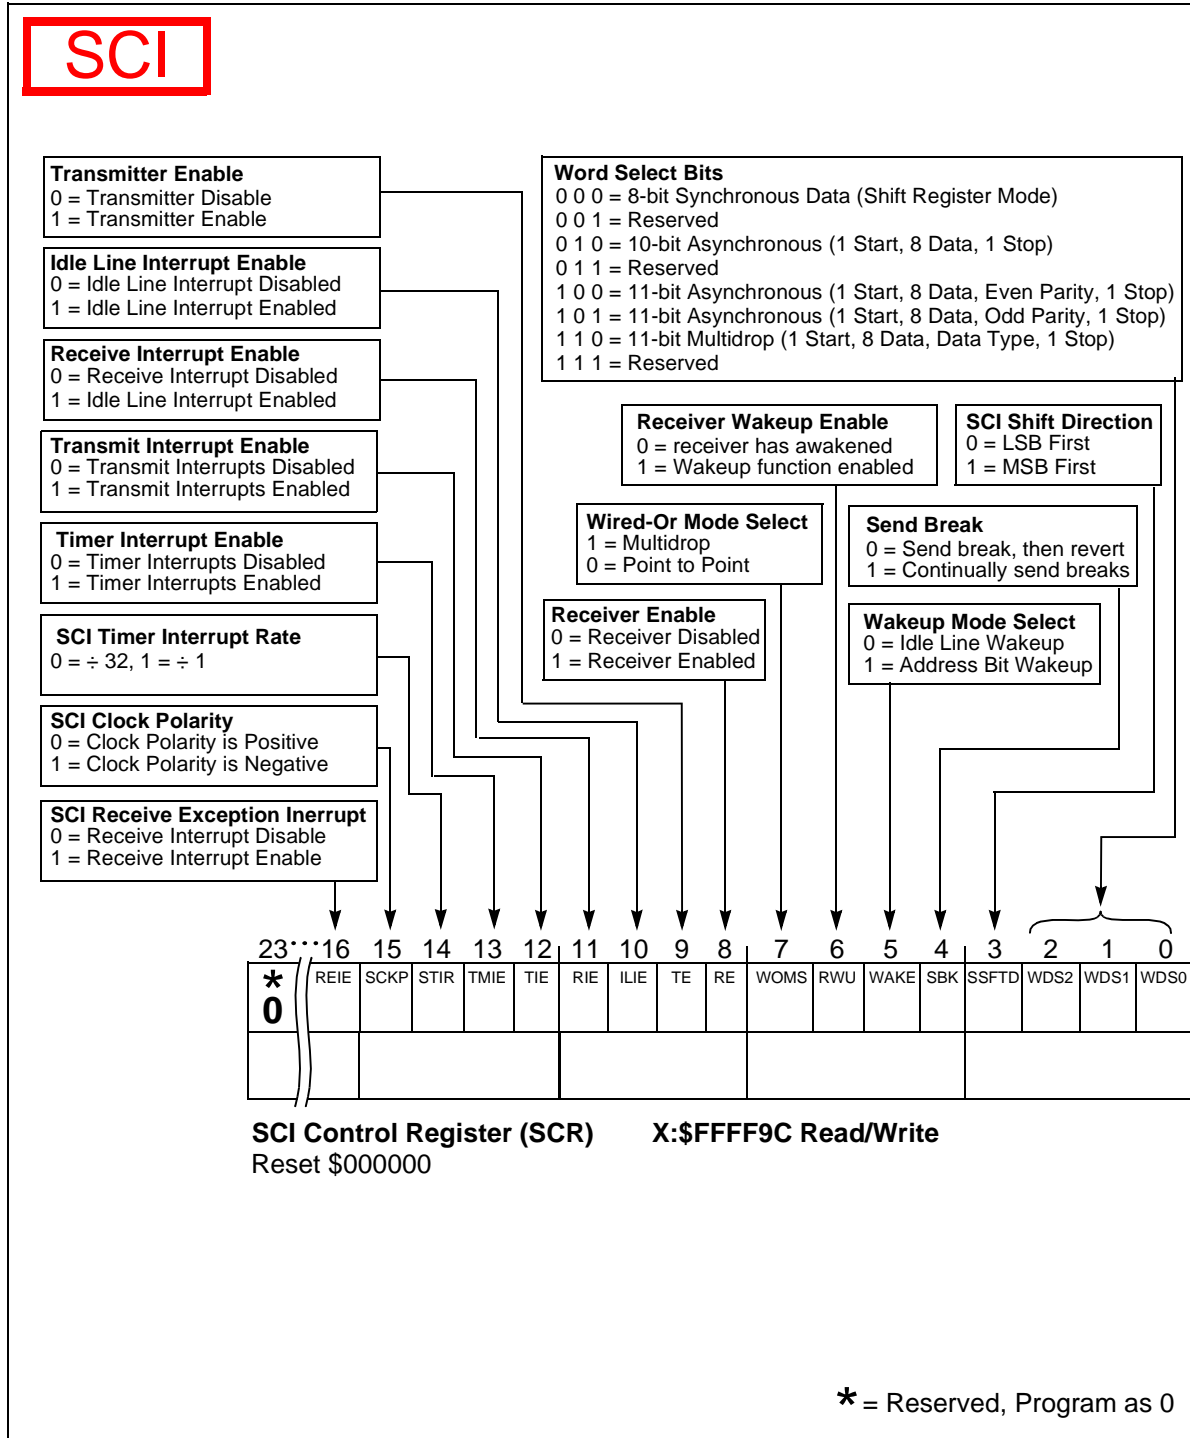 SCI
Transmitter Enable
0 = Transmitter Disable
1 = Transmitter Enable
Idle Line Interrupt Enable
0 = Idle Line Interrupt Disabled
1 = Idle Line Interrupt Enabled
Receive Interrupt Enable
0 = Receive Interrupt Disabled
1 = Idle Line Interrupt Enabled
Transmit Interrupt Enable
0 = Transmit Interrupts Disabled
1 = Transmit Interrupts Enabled
Timer Interrupt Enable
0 = Timer Interrupts Disabled
1 = Timer Interrupts Enabled
SCI Timer Interrupt Rate
0 = ÷ 32, 1 = ÷ 1
SCI Clock Polarity
0 = Clock Polarity is Positive
1 = Clock Polarity is Negative
SCI Receive Exception Inerrupt
0 = Receive Interrupt Disable
1 = Receive Interrupt Enable
Word Select Bits
0 0 0 = 8-bit Synchronous Data (Shift Register Mode)
0 0 1 = Reserved
0 1 0 = 10-bit Asynchronous (1 Start, 8 Data, 1 Stop)
0 1 1 = Reserved
1 0 0 = 11-bit Asynchronous (1 Start, 8 Data, Even Parity, 1 Stop)
1 0 1 = 11-bit Asynchronous (1 Start, 8 Data, Odd Parity, 1 Stop)
1 1 0 = 11-bit Multidrop (1 Start, 8 Data, Data Type, 1 Stop)
1 1 1 = Reserved
Receiver Wakeup Enable
0 = receiver has awakened
1 = Wakeup function enabled
SCI Shift Direction
0 = LSB First
1 = MSB First
Wired-Or Mode Select
1 = Multidrop
0 = Point to Point
Send Break
0 = Send break, then revert
1 = Continually send breaks
Receiver Enable
0 = Receiver Disabled
1 = Receiver Enabled
Wakeup Mode Select
0 = Idle Line Wakeup
1 = Address Bit Wakeup
23 ··· 16 15 14 13 12 11 10 9 8 7 6 5 4 3 2 1 0
* REIE SCKP STIR TMIE TIE RIE ILIE TE RE WOMS RWU WAKE SBK SSFTD WDS2 WDS1 WDS0
0
SCI Control Register (SCR) X:$FFFF9C Read/Write
Reset $000000
* = Reserved, Program as 0